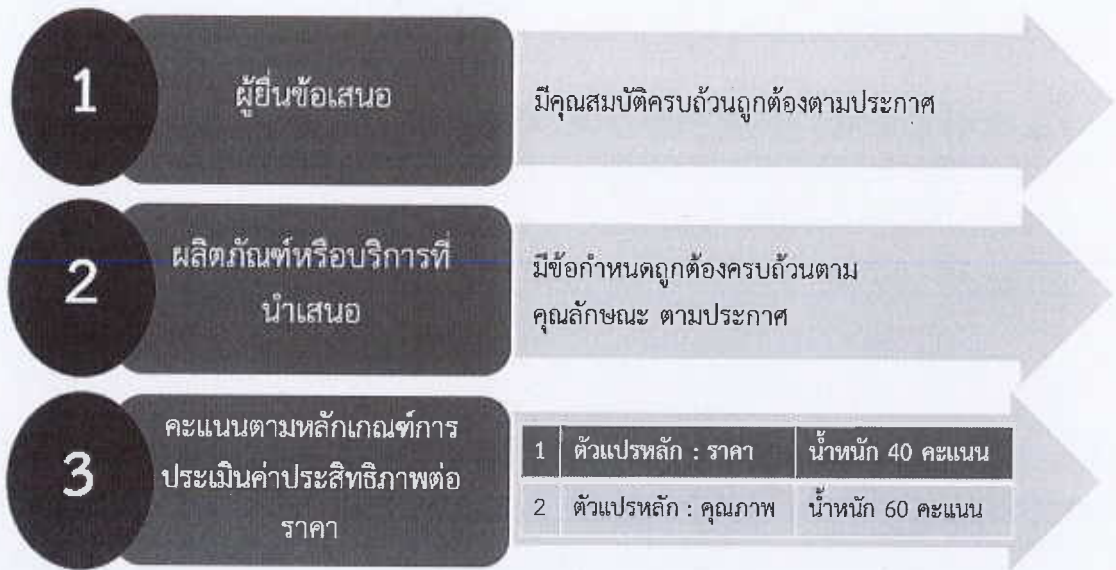 1
ผู้ยื่นข้อเสนอ
มีคุณสมบัติครบถ้วนถูกต้องตามประกาศ
2
ผลิตภัณฑ์หรือบริการที่
นำเสนอ
มีข้อกำหนดถูกต้องครบถ้วนตาม
คุณลักษณะ ตามประกาศ
3
คะแนนตามหลักเกณฑ์การ
ประเมินค่าประสิทธิภาพต่อ
ราคา
1 ตัวแปรหลัก : ราคา น้ำหนัก 40 คะแนน
2 ตัวแปรหลัก : คุณภาพ น้ำหนัก 60 คะแนน